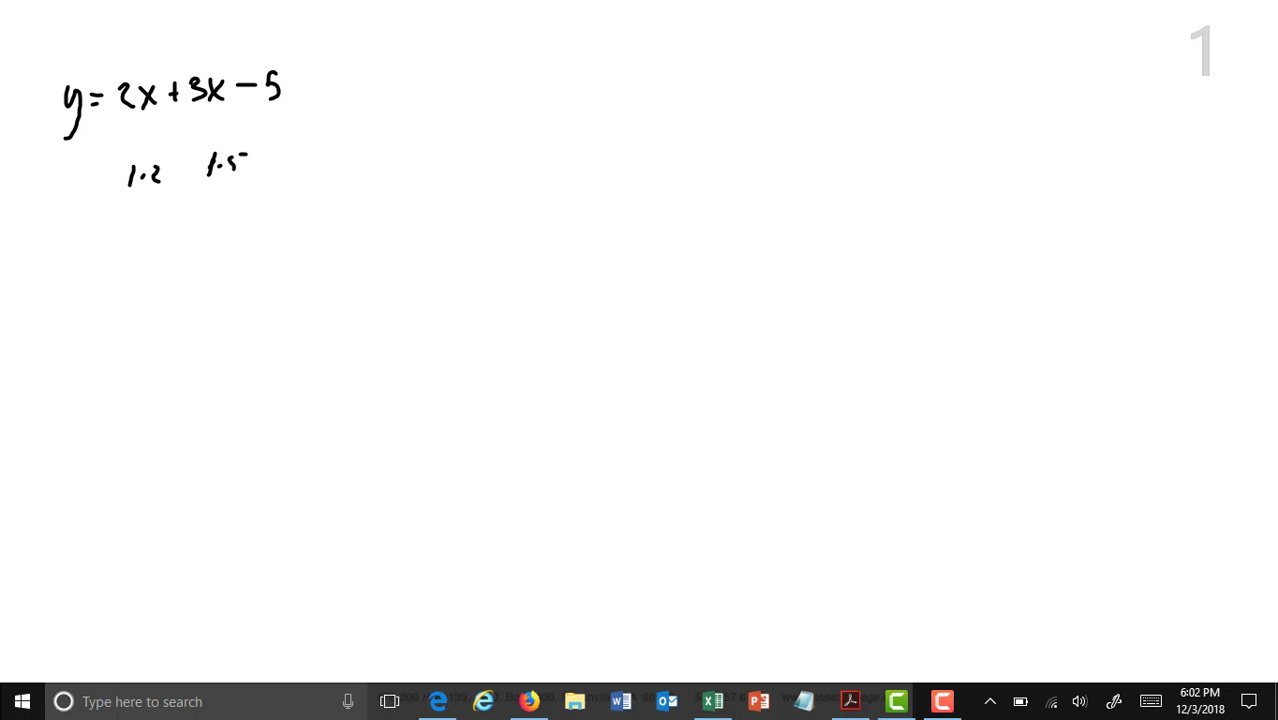 1
y = 2x + 3x - 5
1.2 1.5
Type here to search
6:02 PM
12/3/2018